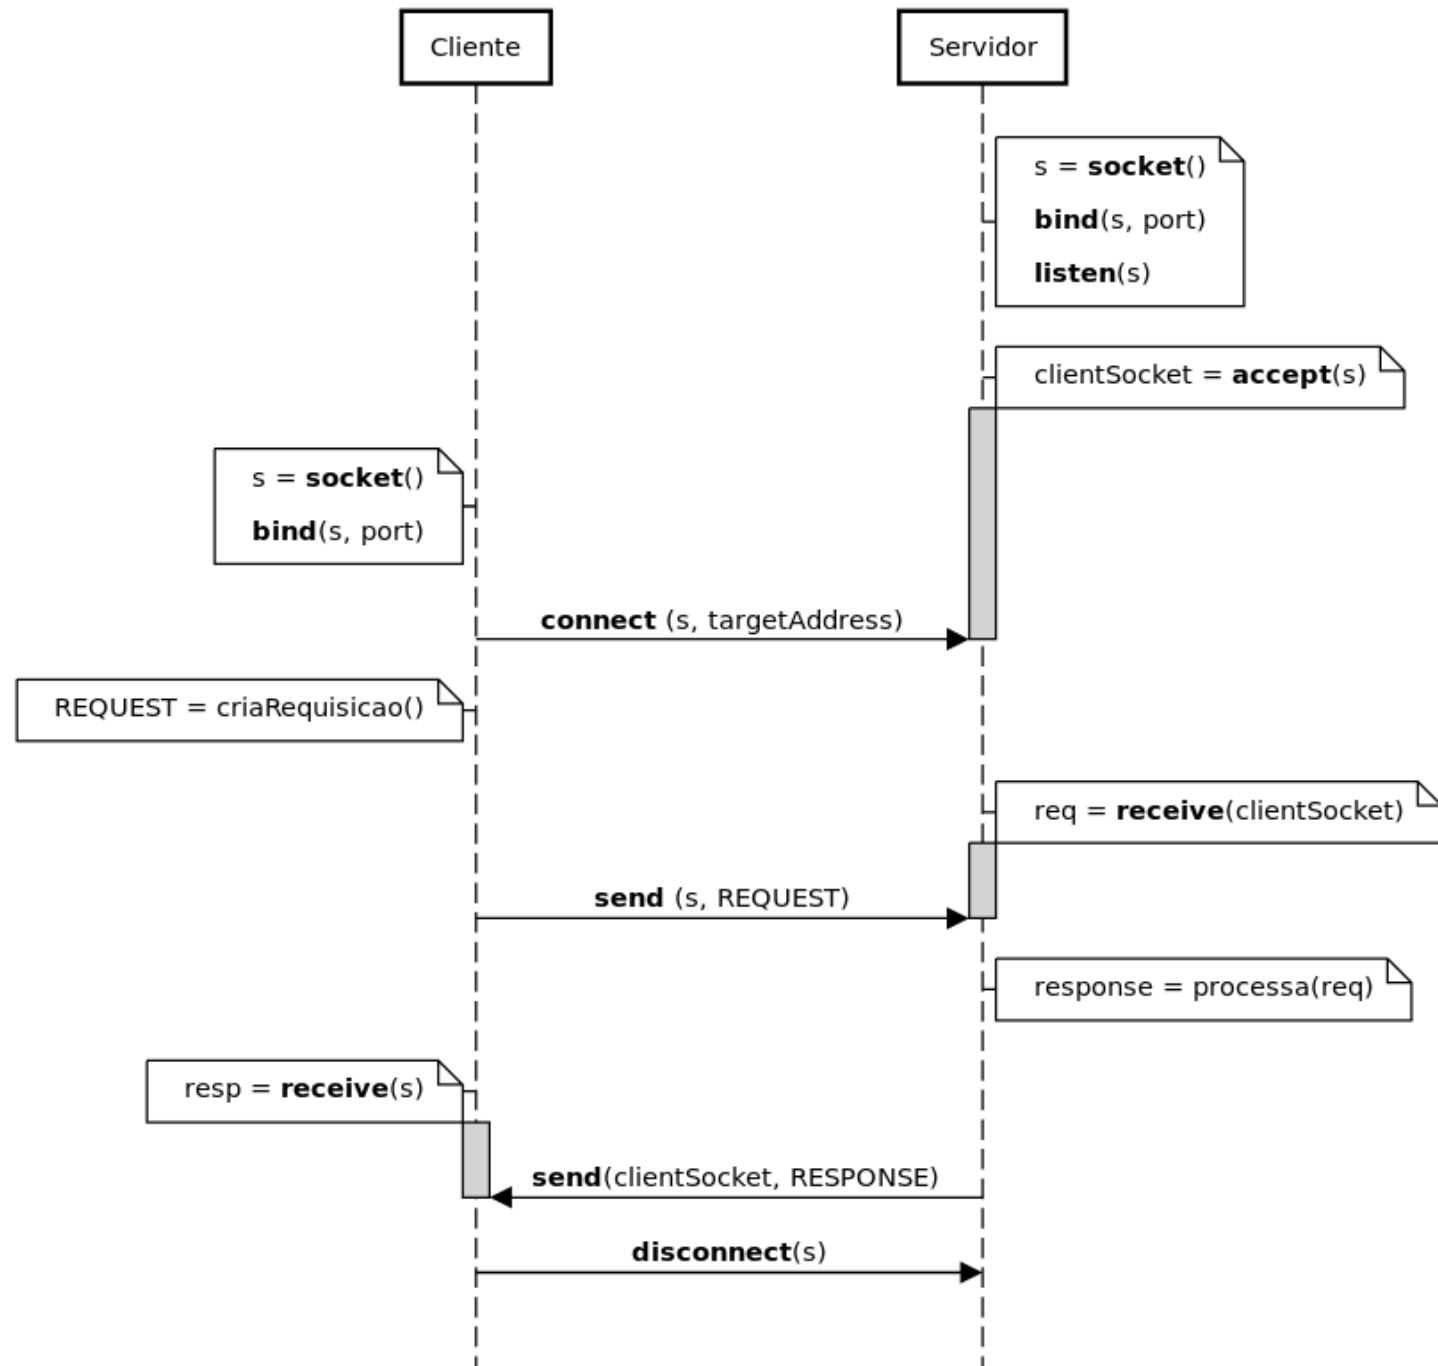 Cliente
Servidor
s = socket()
bind(s, port)
listen(s)
clientSocket = accept(s)
s = socket()
bind(s, port)
connect (s, targetAddress)
REQUEST = criaRequisicao()
req = receive(clientSocket)
send (s, REQUEST)
response = processa(req)
resp = receive(s)
send(clientSocket, RESPONSE)
disconnect(s)